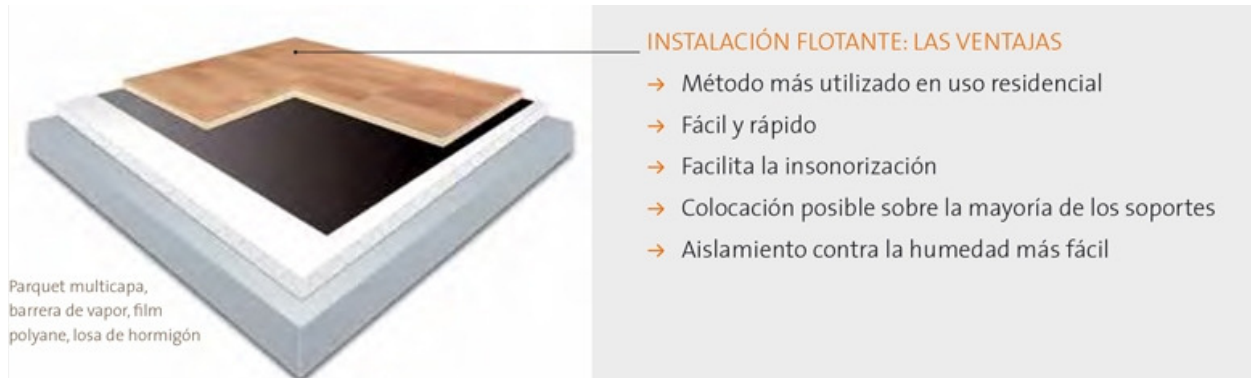 INSTALACIÓN FLOTANTE: LAS VENTAJAS
→ Método más utilizado en uso residencial
→ Fácil y rápido
→ Facilita la insonorización
→ Colocación posible sobre la mayoría de los soportes
→ Aislamiento contra la humedad más fácil
Parquet multicapa,
barrera de vapor, film
polyane, losa de hormigón